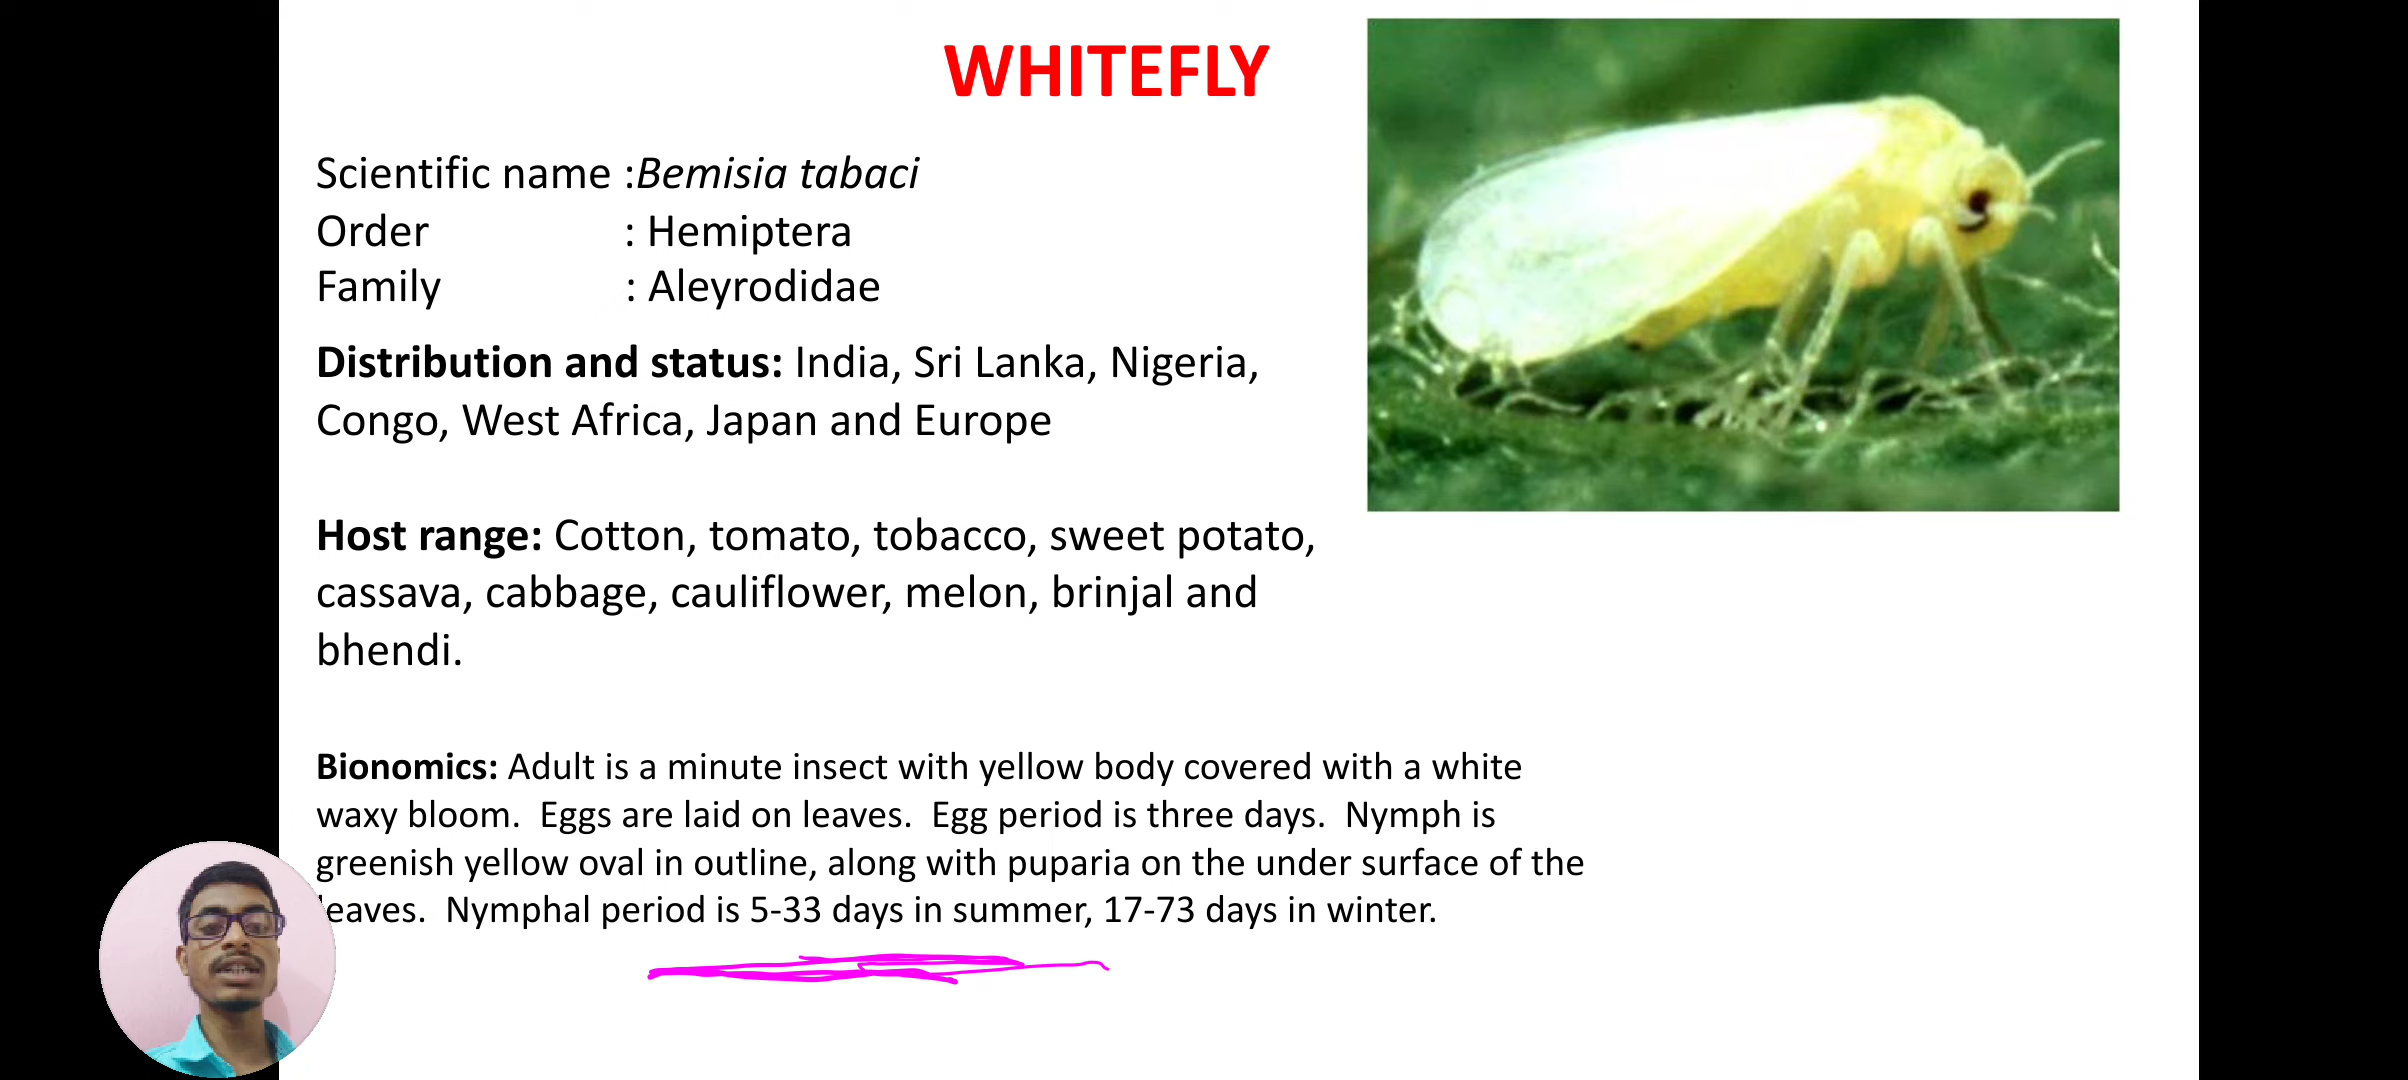 WHITEFLY
Scientific name :Bemisia tabaci
Order : Hemiptera
Family : Aleyrodidae
Distribution and status: India, Sri Lanka, Nigeria,
Congo, West Africa, Japan and Europe
Host range: Cotton, tomato, tobacco, sweet potato,
cassava, cabbage, cauliflower, melon, brinjal and
bhendi.
Bionomics: Adult is a minute insect with yellow body covered with a white
waxy bloom. Eggs are laid on leaves. Egg period is three days. Nymph is
greenish yellow oval in outline, along with puparia on the under surface of the
leaves. Nymphal period is 5-33 days in summer, 17-73 days in winter.